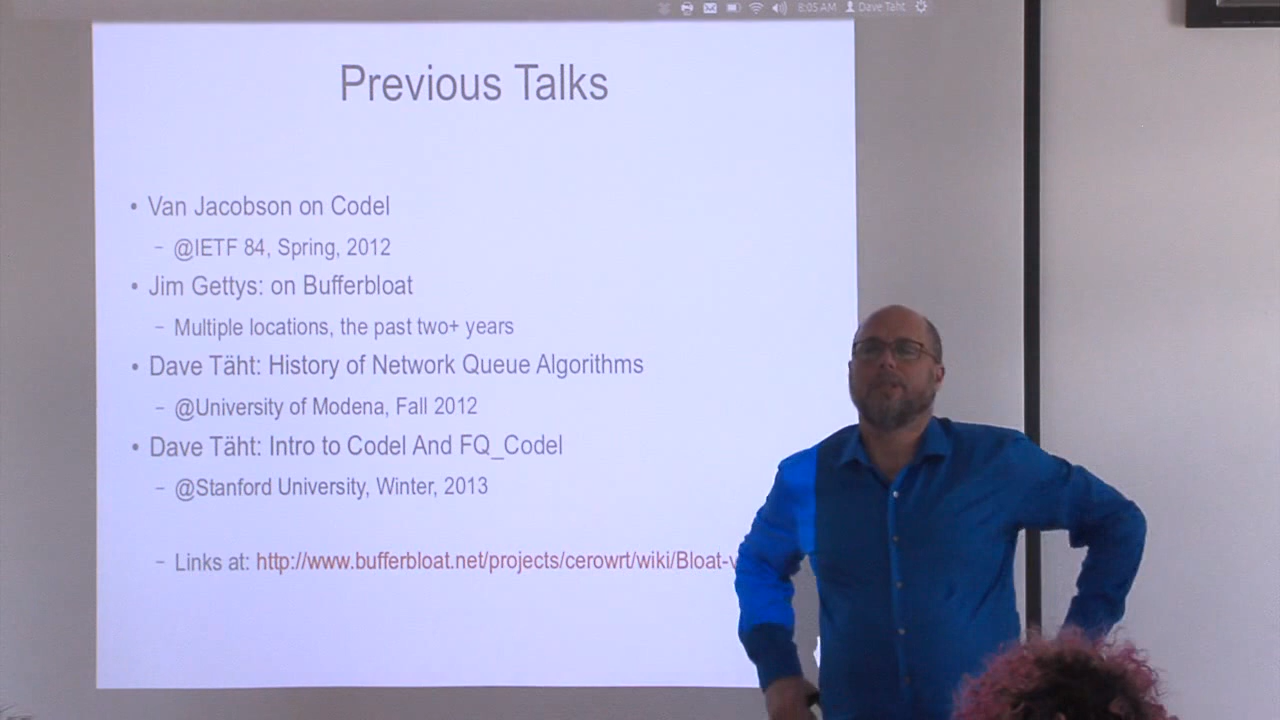 8:05 AM Dave Taht
Previous Talks
• Van Jacobson on Codel
– @IETF 84, Spring, 2012
• Jim Gettys: on Bufferbloat
– Multiple locations, the past two+ years
• Dave Täht: History of Network Queue Algorithms
– @University of Modena, Fall 2012
• Dave Täht: Intro to Codel And FQ_Codel
– @Stanford University, Winter, 2013
– Links at: http://www.bufferbloat.net/projects/cerowrt/wiki/Bloat-v